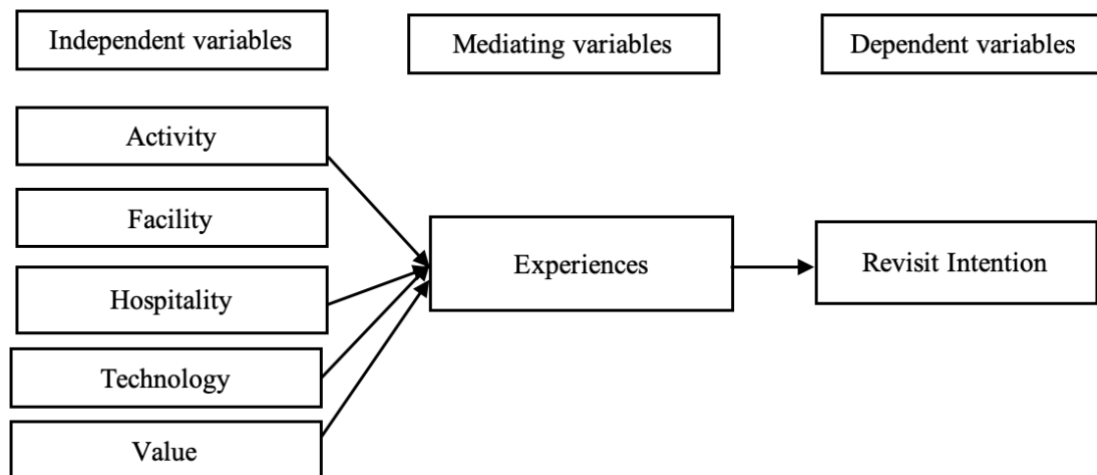 Independent variables
Mediating variables
Dependent variables
Activity
Facility
Hospitality
Technology
Value
Experiences
Revisit Intention